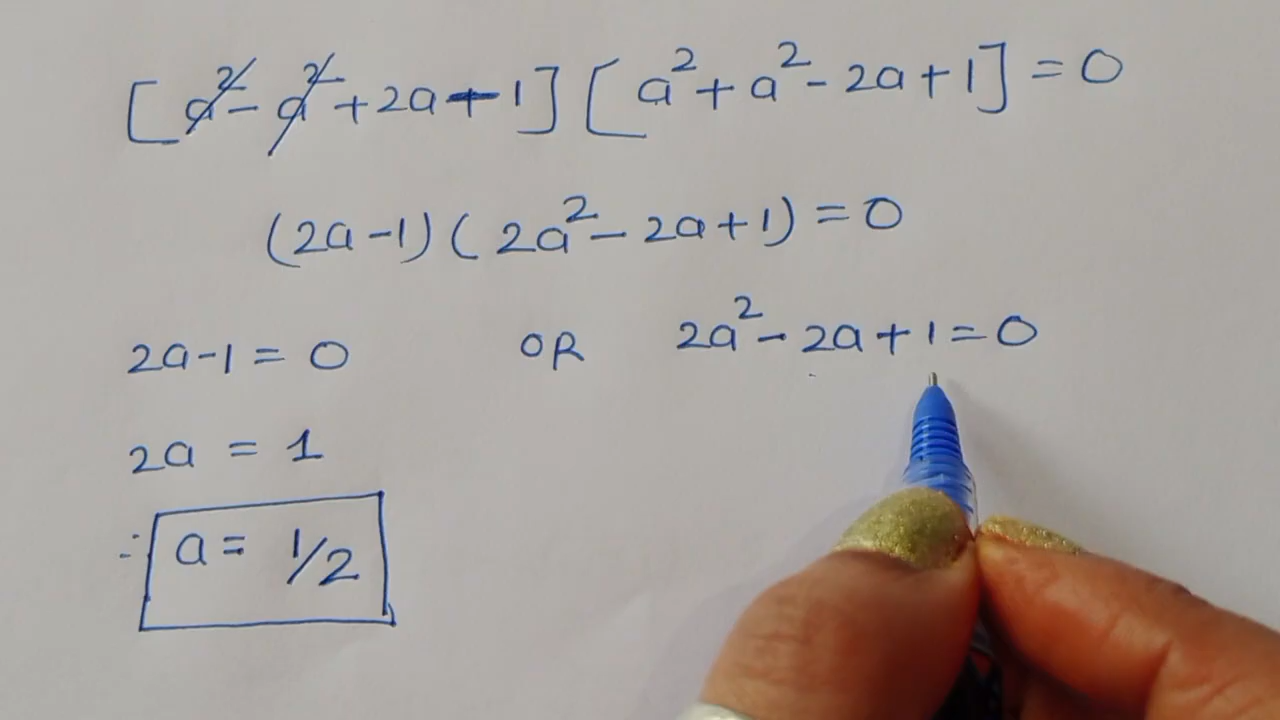 [a² - a² + 2a - 1] [a² + a² - 2a + 1] = 0
(2a - 1) (2a² - 2a + 1) = 0
2a - 1 = 0 OR 2a² - 2a + 1 = 0
2a = 1
∴ a = 1/2